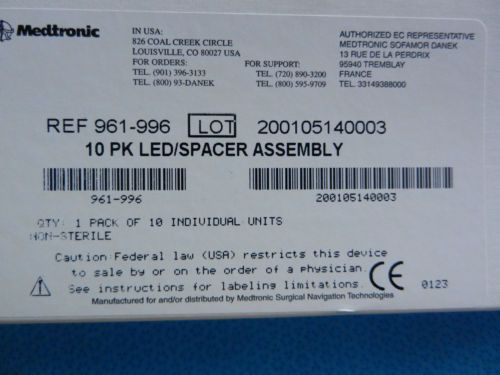 Medtronic
IN USA:
826 COAL CREEK CIRCLE
LOUISVILLE, CO 80027 USA
FOR ORDERS:
TEL. (901) 396-3133
TEL. (800) 93-DANEK
FOR SUPPORT:
TEL. (720) 890-3200
TEL. (800) 595-9709
AUTHORIZED EC REPRESENTATIVE
MEDTRONIC SOFAMOR DANEK
13 RUE DE LA PERDRIX
95940 TREMBLAY
FRANCE
TEL. 33149388000
REF 961-996 LOT 200105140003
10 PK LED/SPACER ASSEMBLY
961-996 200105140003
QTY: 1 PACK OF 10 INDIVIDUAL UNITS
NON-STERILE
Caution Federal law (USA) restricts this device
to sale by or on the order of a physician.
See instructions for labeling limitations.
CE 0123
Manufactured for and/or distributed by Medtronic Surgical Navigation Technologies